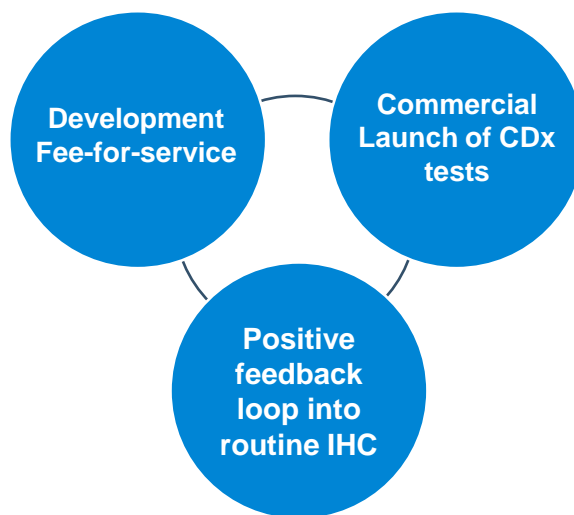 Development
Fee-for-service
Commercial
Launch of CDx
tests
Positive
feedback
loop into
routine IHC